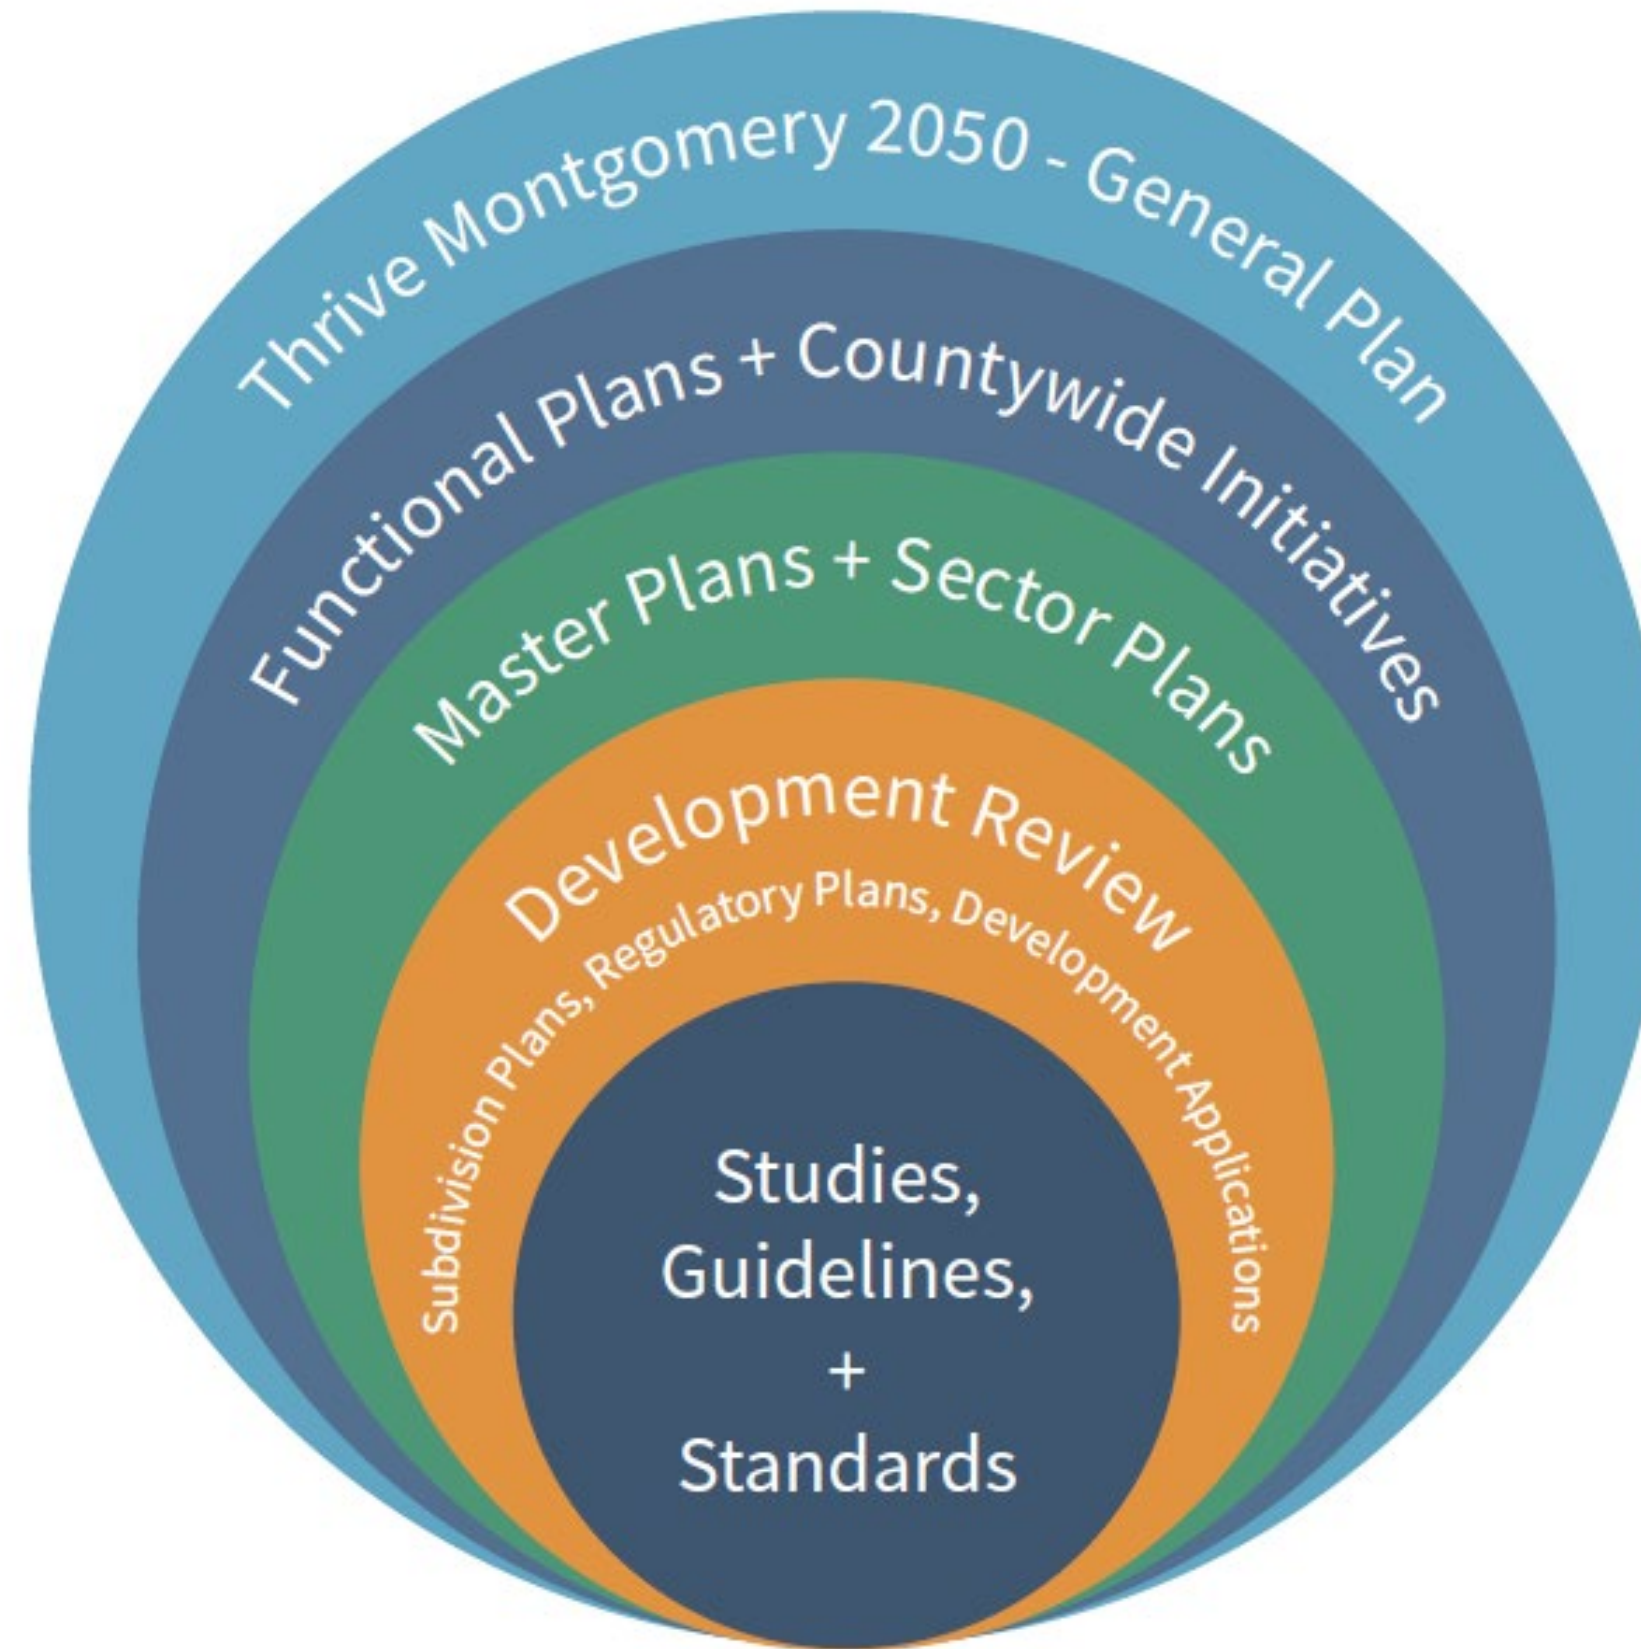 Thrive Montgomery 2050 - General Plan
Functional Plans + Countywide Initiatives
Master Plans + Sector Plans
Development Review
Subdivision Plans, Regulatory Plans, Development Applications
Studies,
Guidelines,
+
Standards